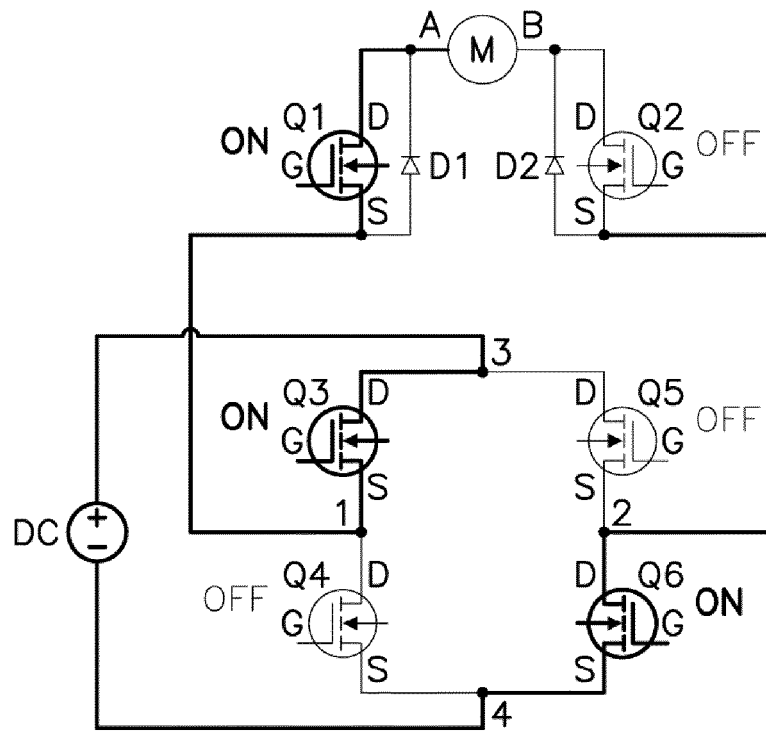 A B
M
Q1 D D Q2
ON OFF
G D1 D2 G
S S
3
Q3 D D Q5
ON OFF
G G
S S
1 2
DC + -
Q4 D D Q6
OFF ON
G G
S S
4